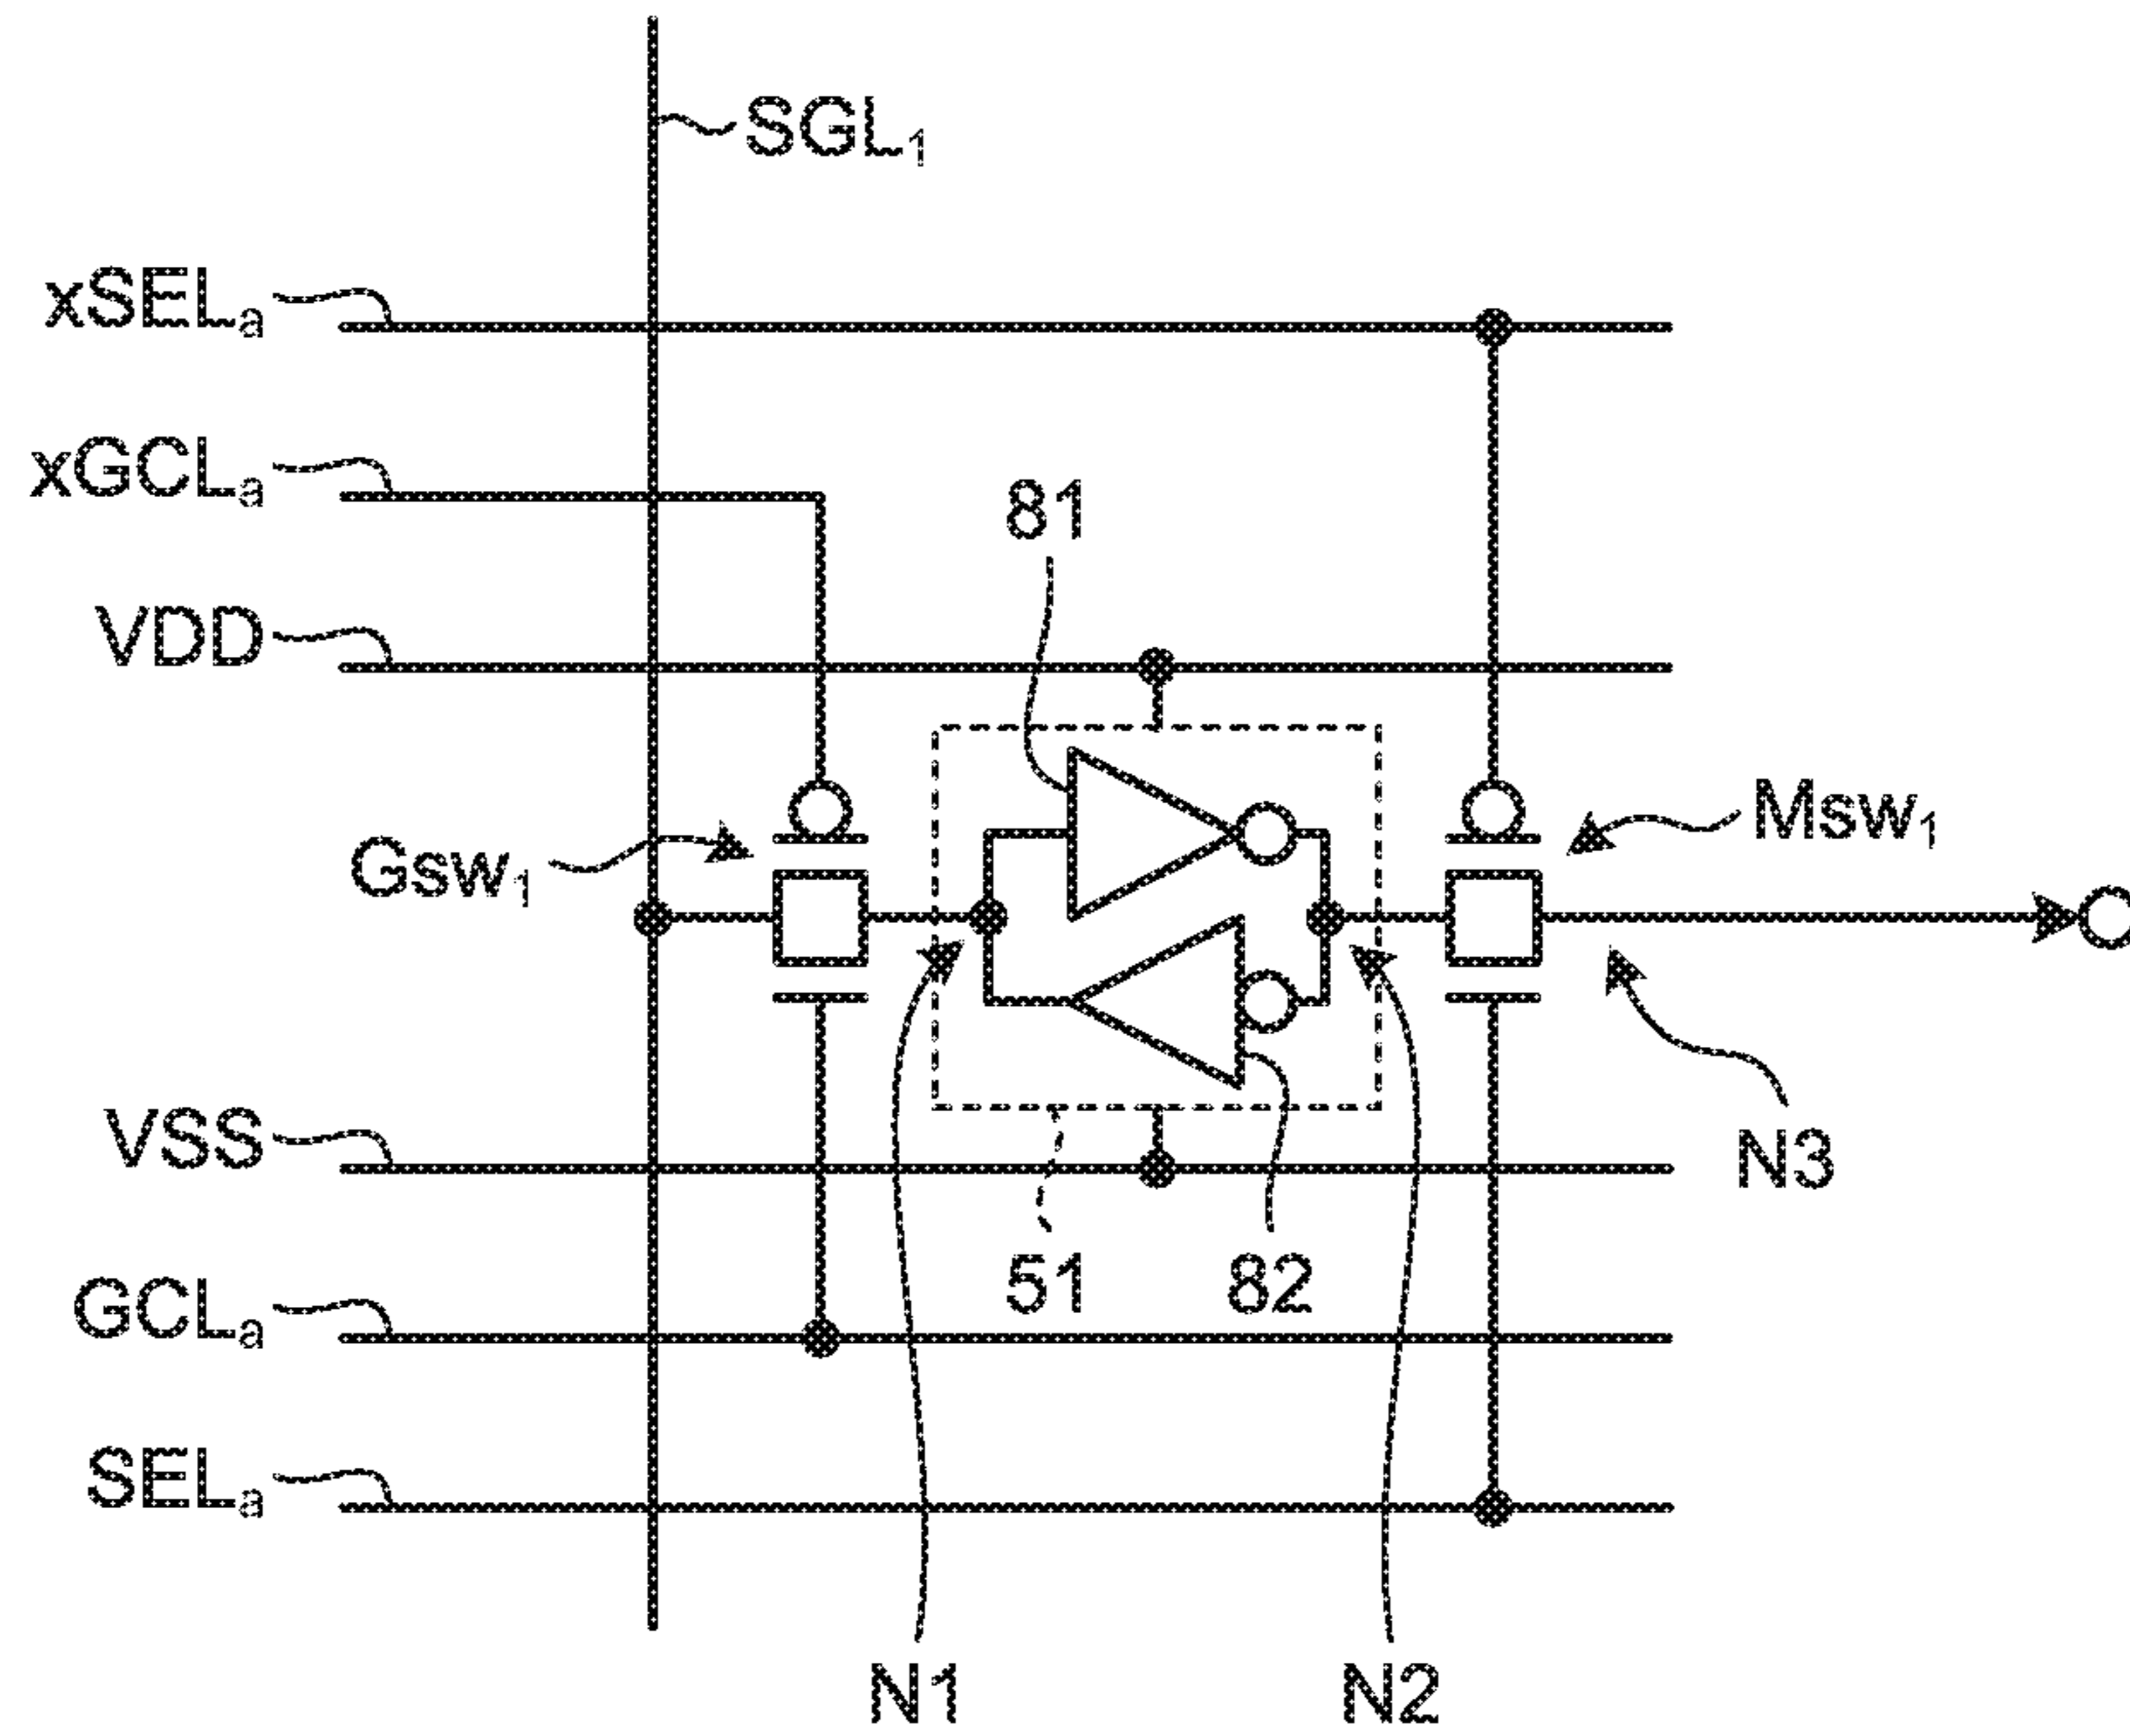 SGL₁
xSELₐ
xGCLₐ
81
VDD
Msw₁
Gsw₁
VSS
N3
51
82
GCLₐ
SELₐ
N1
N2